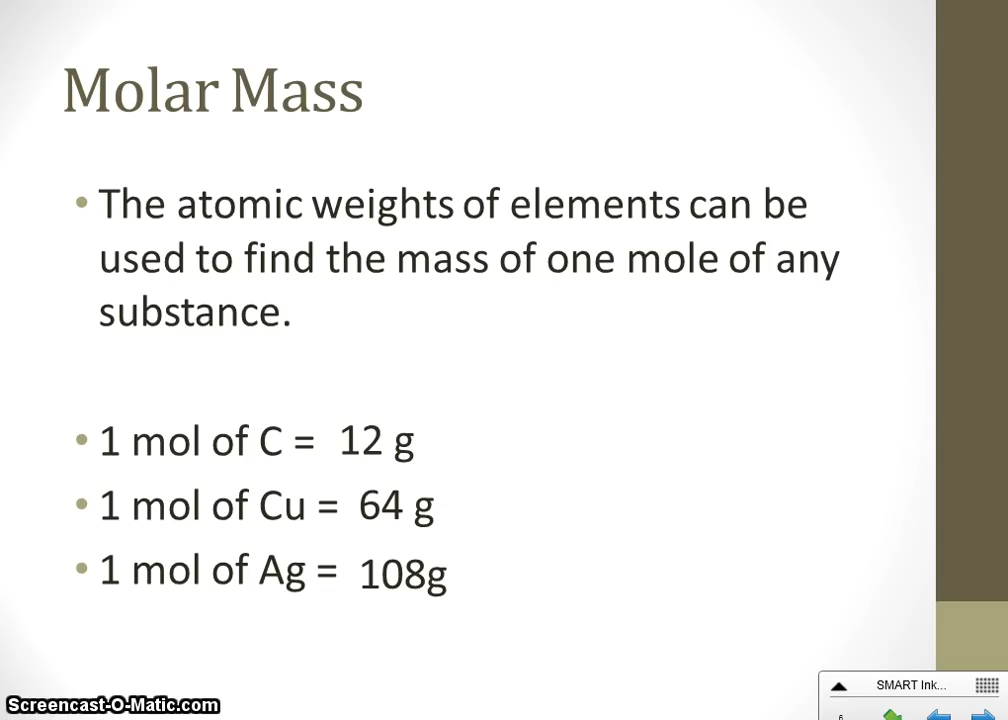 Molar Mass
• The atomic weights of elements can be
used to find the mass of one mole of any
substance.
• 1 mol of C = 12 g
• 1 mol of Cu = 64 g
• 1 mol of Ag = 108g
SMART Ink...
6
Screencast-O-Matic.com